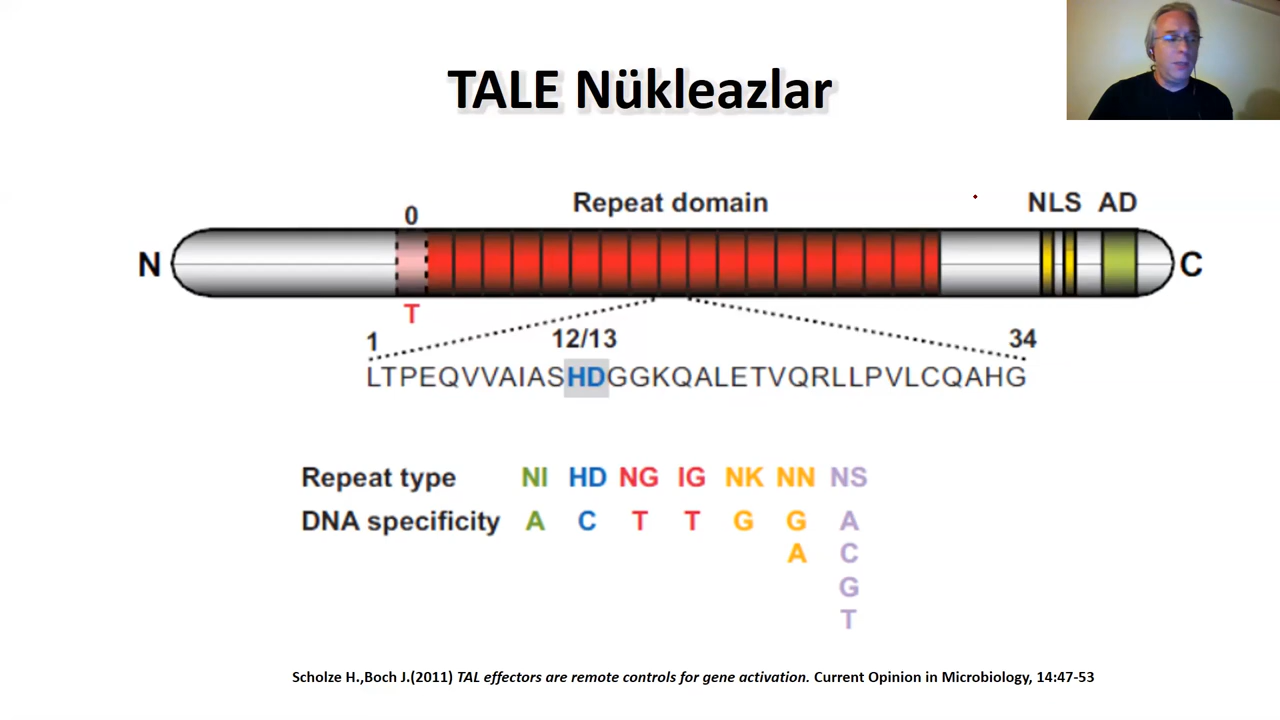 TALE Nükleazlar
0 Repeat domain NLS AD
N C
T
1 12/13 34
LTPEQVVAIASHDGGKQALETVQRLLPVLCQAHG
Repeat type NI HD NG IG NK NN NS
DNA specificity A C T T G G A
A C
G
T
Scholze H.,Boch J.(2011) TAL effectors are remote controls for gene activation. Current Opinion in Microbiology, 14:47-53